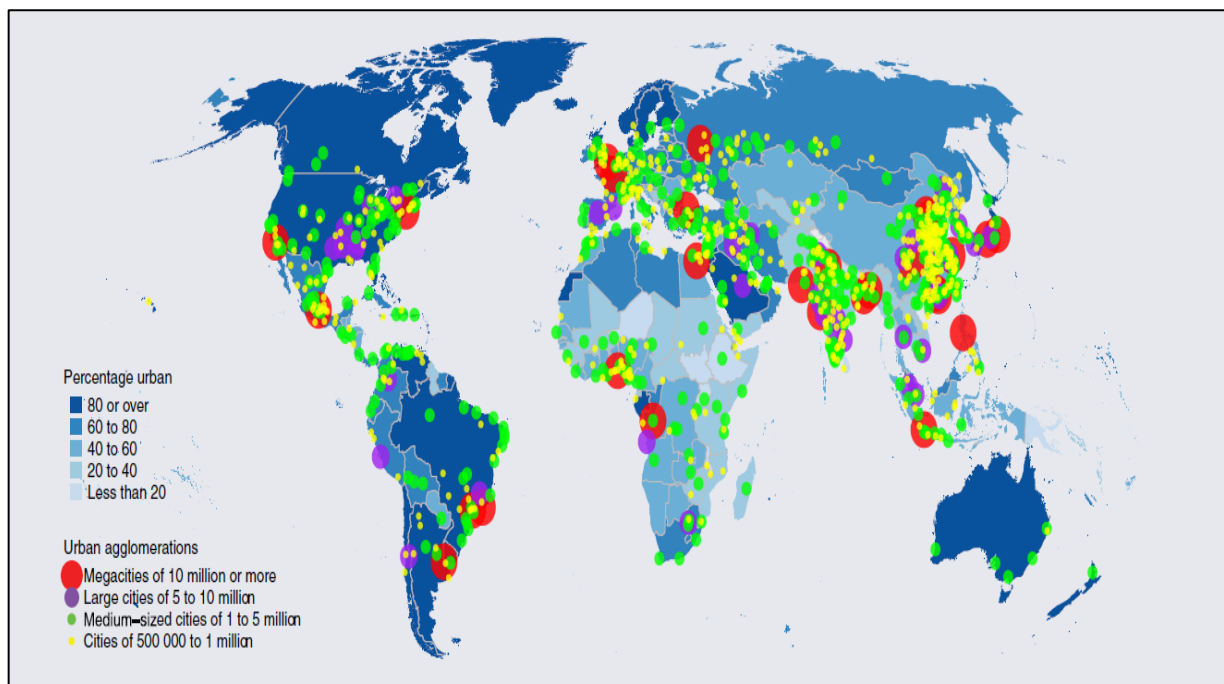 Percentage urban
80 or over
60 to 80
40 to 60
20 to 40
Less than 20
Urban agglomerations
Megacities of 10 million or more
Large cities of 5 to 10 million
Medium–sized cities of 1 to 5 million
Cities of 500 000 to 1 million